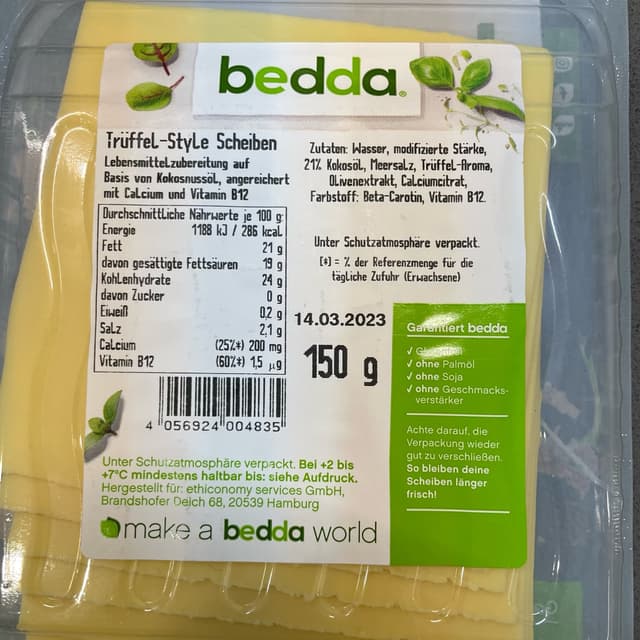 bedda®
Trüffel-Style Scheiben
Lebensmittelzubereitung auf
Basis von Kokosnussöl, angereichert
mit Calcium und Vitamin B12
Durchschnittliche Nährwerte je 100 g:
Energie 1188 kJ / 286 kcal
Fett 21 g
davon gesättigte Fettsäuren 19 g
Kohlenhydrate 24 g
davon Zucker 0 g
Eiweiß 0,2 g
Salz 2,1 g
Calcium (25%*) 200 mg
Vitamin B12 (60%*) 1,5 µg
4 056924 004835
Zutaten: Wasser, modifizierte Stärke,
21% Kokosöl, Meersalz, Trüffel-Aroma,
Olivenextrakt, Calciumcitrat,
Farbstoff: Beta-Carotin, Vitamin B12.
Unter Schutzatmosphäre verpackt.
[*] = % der Referenzmenge für die
tägliche Zufuhr (Erwachsene)
14.03.2023
150 g
Garantiert bedda
✓ ohne Palmöl
✓ ohne Soja
✓ ohne Geschmacks-
verstärker
Achte darauf, die
Verpackung wieder
gut zu verschließen.
So bleiben deine
Scheiben länger
frisch!
Unter Schutzatmosphäre verpackt. Bei +2 bis
+7°C mindestens haltbar bis: siehe Aufdruck.
Hergestellt für: ethiconomy services GmbH,
Brandshofer Deich 68, 20539 Hamburg
make a bedda world